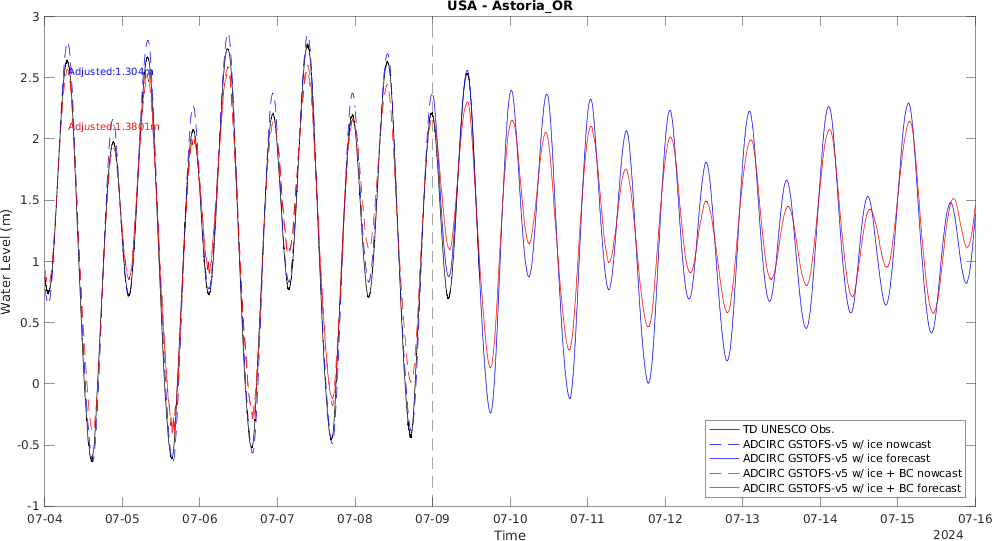 USA - Astoria_OR
3
2.5
2
1.5
1
0.5
0
-0.5
-1
Water Level (m)
Adjusted:1.304m
Adjusted:1.3801m
TD UNESCO Obs.
ADCIRC GSTOFS-v5 w/ ice nowcast
ADCIRC GSTOFS-v5 w/ ice forecast
ADCIRC GSTOFS-v5 w/ ice + BC nowcast
ADCIRC GSTOFS-v5 w/ ice + BC forecast
07-04 07-05 07-06 07-07 07-08 07-09 07-10 07-11 07-12 07-13 07-14 07-15 07-16
Time
2024